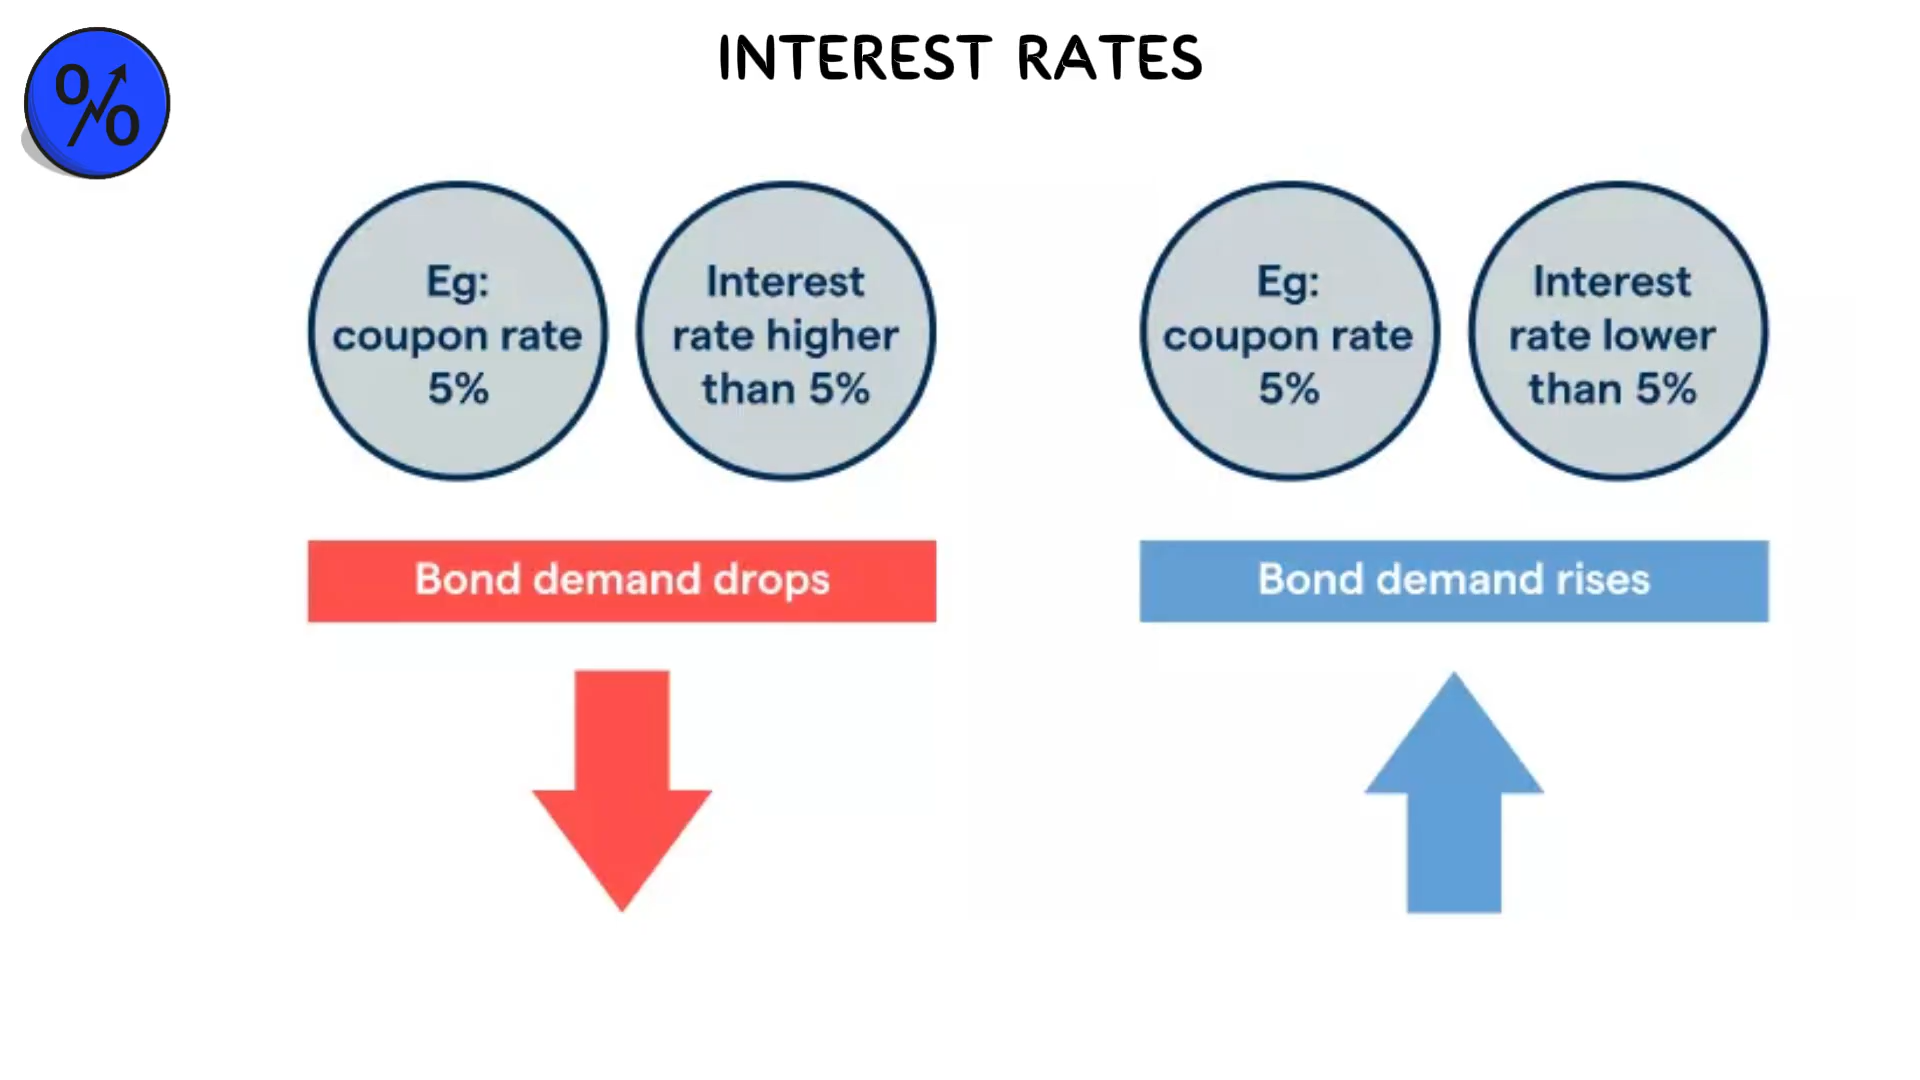 INTEREST RATES
%
Eg:
coupon rate
5%
Interest
rate higher
than 5%
Eg:
coupon rate
5%
Interest
rate lower
than 5%
Bond demand drops
Bond demand rises